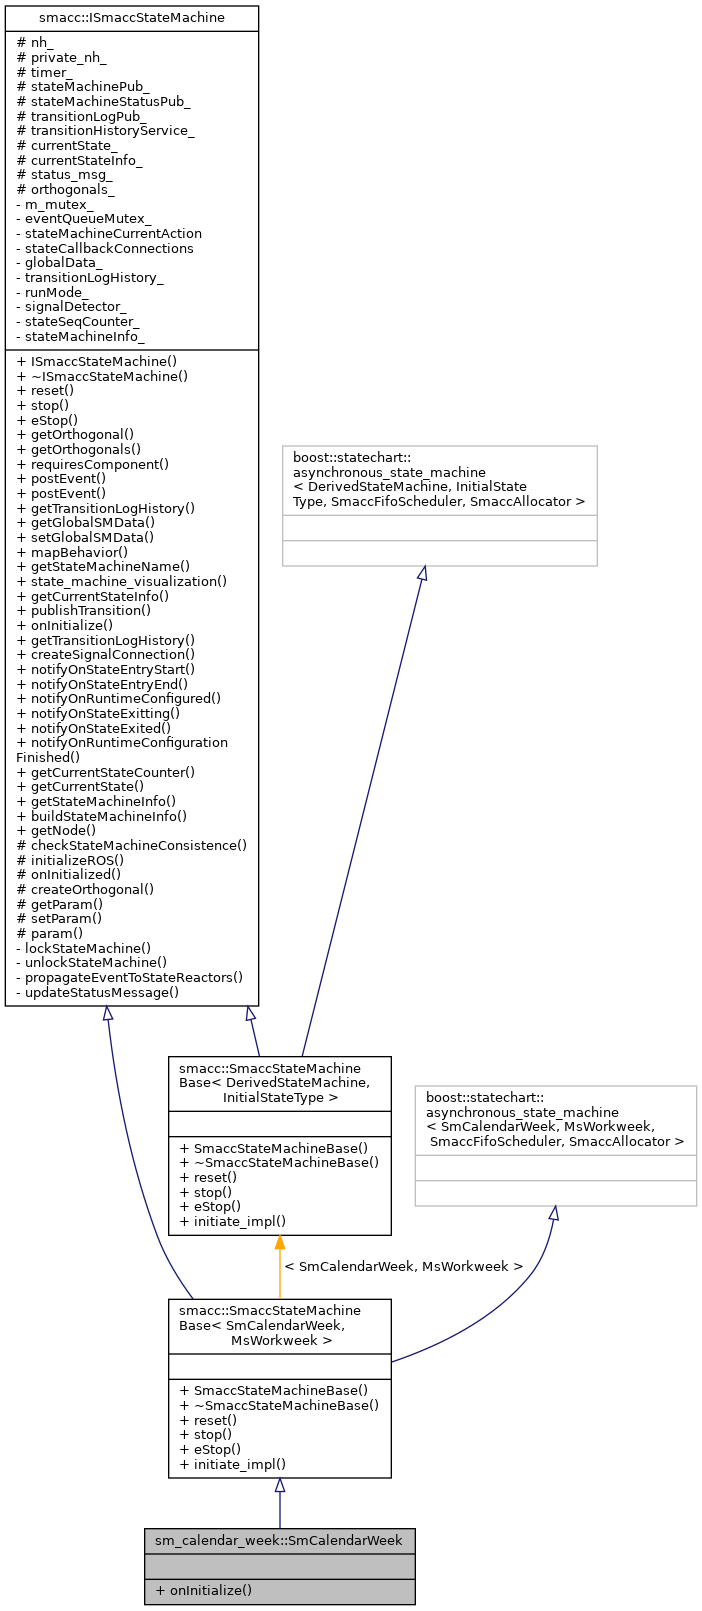 smacc::ISmaccStateMachine
# nh_
# private_nh_
# timer_
# stateMachinePub_
# stateMachineStatusPub_
# transitionLogPub_
# transitionHistoryService_
# currentState_
# currentStateInfo_
# status_msg_
# orthogonals_
- m_mutex_
- eventQueueMutex_
- stateMachineCurrentAction
- stateCallbackConnections
- globalData_
- transitionLogHistory_
- runMode_
- signalDetector_
- stateSeqCounter_
- stateMachineInfo_
+ ISmaccStateMachine()
+ ~ISmaccStateMachine()
+ reset()
+ stop()
+ eStop()
+ getOrthogonal()
+ getOrthogonals()
+ requiresComponent()
+ postEvent()
+ postEvent()
+ getTransitionLogHistory()
+ getGlobalSMData()
+ setGlobalSMData()
+ mapBehavior()
+ getStateMachineName()
+ state_machine_visualization()
+ getCurrentStateInfo()
+ publishTransition()
+ onInitialize()
+ getTransitionLogHistory()
+ createSignalConnection()
+ notifyOnStateEntryStart()
+ notifyOnStateEntryEnd()
+ notifyOnRuntimeConfigured()
+ notifyOnStateExitting()
+ notifyOnStateExited()
+ notifyOnRuntimeConfiguration
Finished()
+ getCurrentStateCounter()
+ getCurrentState()
+ getStateMachineInfo()
+ buildStateMachineInfo()
+ getNode()
# checkStateMachineConsistence()
# initializeROS()
# onInitialized()
# createOrthogonal()
# getParam()
# setParam()
# param()
- lockStateMachine()
- unlockStateMachine()
- propagateEventToStateReactors()
- updateStatusMessage()
boost::statechart::
asynchronous_state_machine
< DerivedStateMachine, InitialState
Type, SmaccFifoScheduler, SmaccAllocator >
smacc::SmaccStateMachine
Base< DerivedStateMachine,
InitialStateType >
+ SmaccStateMachineBase()
+ ~SmaccStateMachineBase()
+ reset()
+ stop()
+ eStop()
+ initiate_impl()
boost::statechart::
asynchronous_state_machine
< SmCalendarWeek, MsWorkweek,
SmaccFifoScheduler, SmaccAllocator >
< SmCalendarWeek, MsWorkweek >
smacc::SmaccStateMachine
Base< SmCalendarWeek,
MsWorkweek >
+ SmaccStateMachineBase()
+ ~SmaccStateMachineBase()
+ reset()
+ stop()
+ eStop()
+ initiate_impl()
sm_calendar_week::SmCalendarWeek
+ onInitialize()